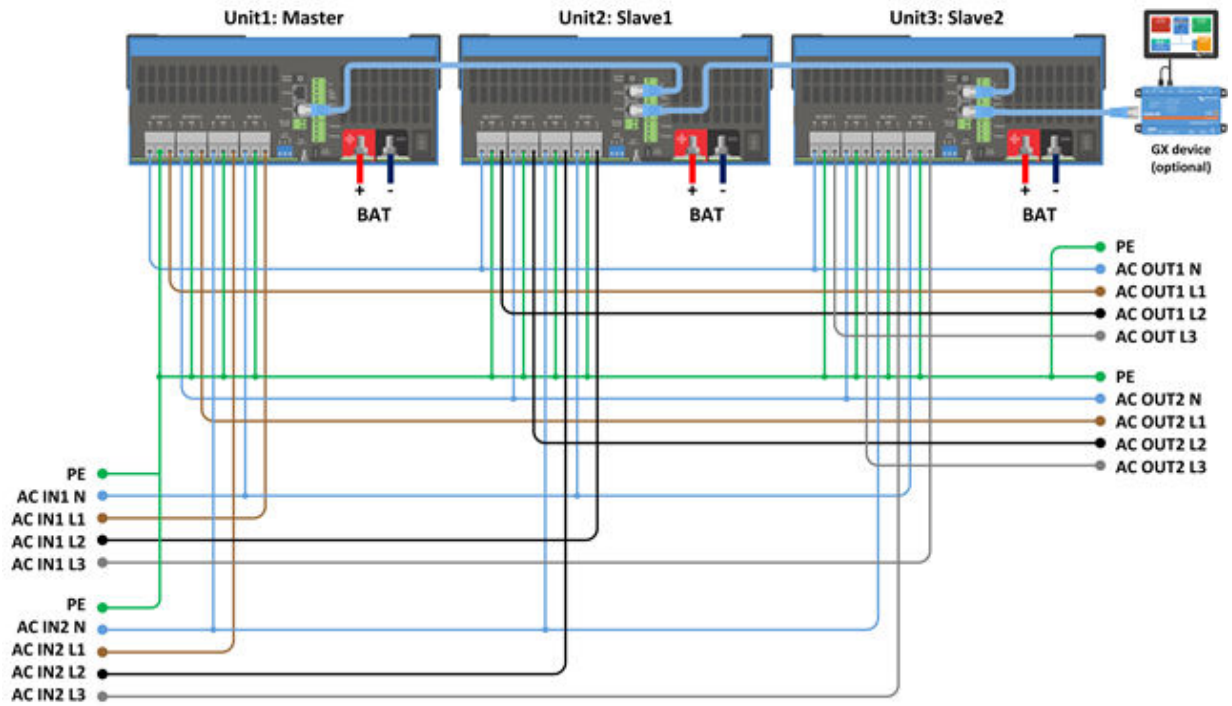 Unit1: Master
Unit2: Slave1
Unit3: Slave2
GX device
(optional)
+ -
BAT
+ -
BAT
+ -
BAT
PE
AC OUT1 N
AC OUT1 L1
AC OUT1 L2
AC OUT L3
PE
AC OUT2 N
AC OUT2 L1
AC OUT2 L2
AC OUT2 L3
PE
AC IN1 N
AC IN1 L1
AC IN1 L2
AC IN1 L3
PE
AC IN2 N
AC IN2 L1
AC IN2 L2
AC IN2 L3